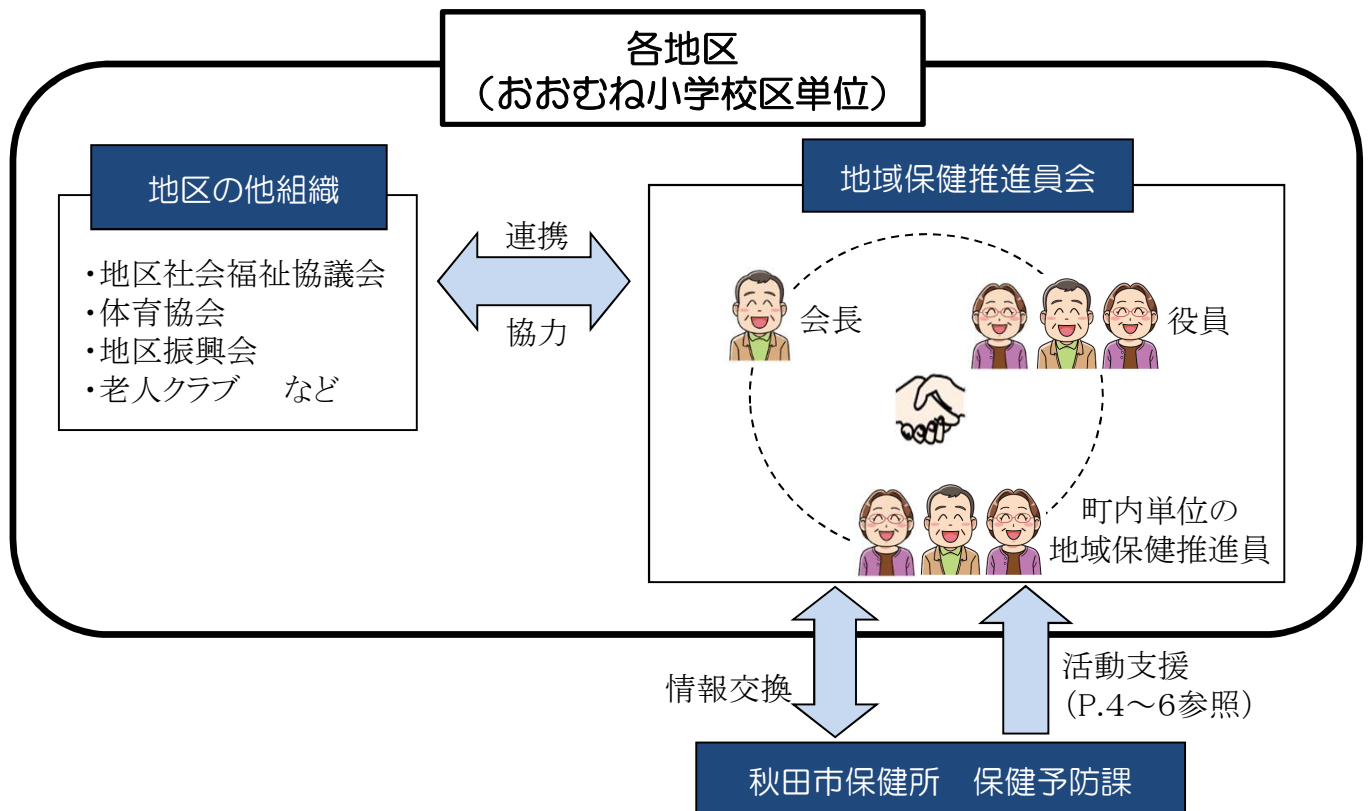 各地区
（おおむね小学校区単位）
地区の他組織
・地区社会福祉協議会
・体育協会
・地区振興会
・老人クラブ　など
連携
協力
地域保健推進員会
会長
役員
町内単位の
地域保健推進員
情報交換
活動支援
（P.4～6参照）
秋田市保健所　保健予防課